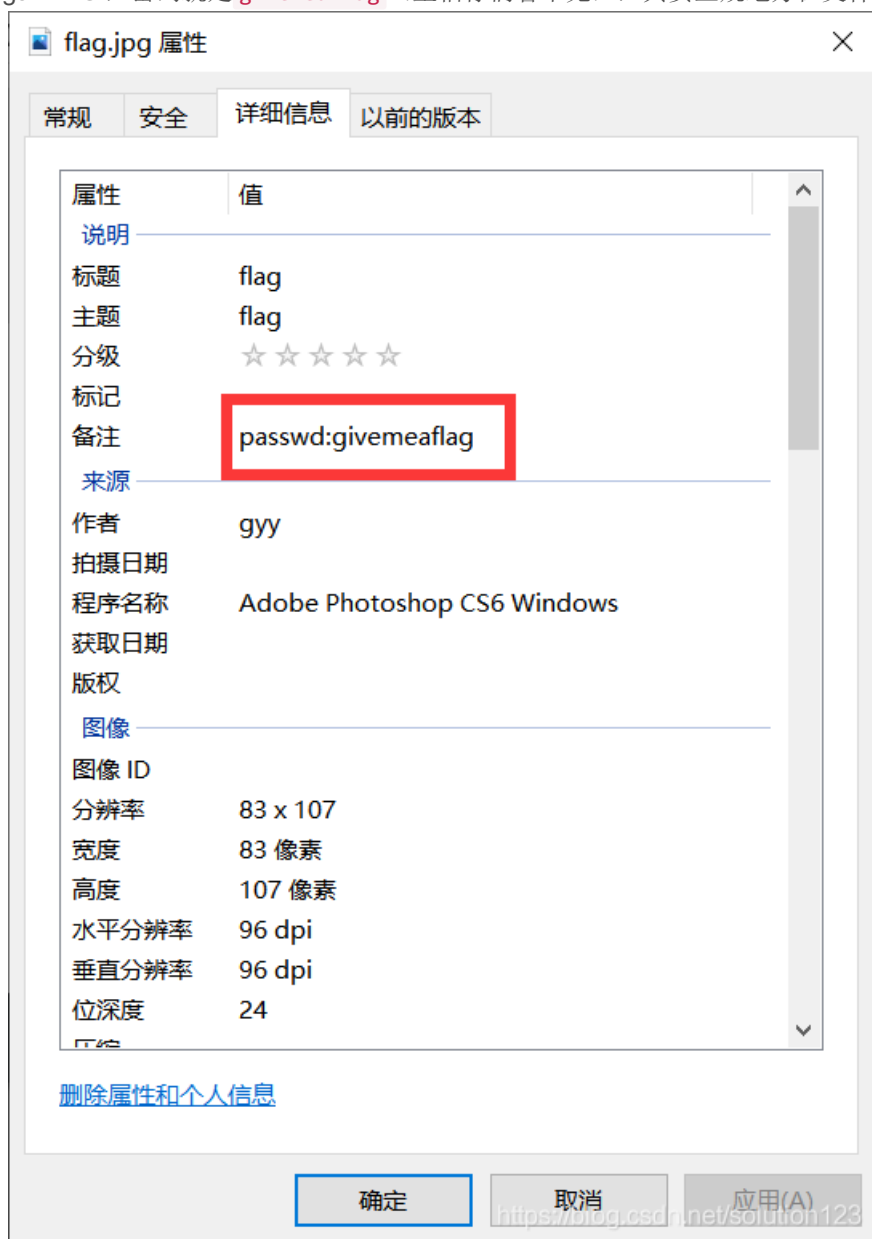 flag.jpg 属性
常规 安全 详细信息 以前的版本
属性 值
说明
标题 flag
主题 flag
分级 ☆☆☆☆☆
标记
备注 passwd:givemeaflag
来源
作者 gyy
拍摄日期
程序名称 Adobe Photoshop CS6 Windows
获取日期
版权
图像
图像 ID
分辨率 83 x 107
宽度 83 像素
高度 107 像素
水平分辨率 96 dpi
垂直分辨率 96 dpi
位深度 24
删除属性和个人信息
确定 取消 应用(A)
https://blog.csdn.net/solution123